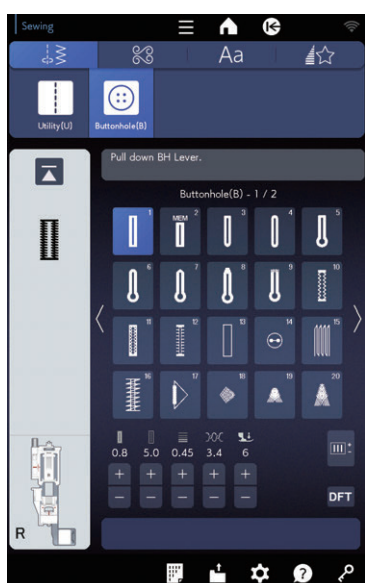 Sewing
Aa
Utility(U) Buttonhole(B)
Pull down BH Lever.
Buttonhole(B) - 1 / 2
1 MEM 2 3 4 5
6 7 8 9 10
11 12 13 14 15
16 17 18 19 20
0.8 5.0 0.45 3.4 6
+ + + +
− − − −
DFT
R
?